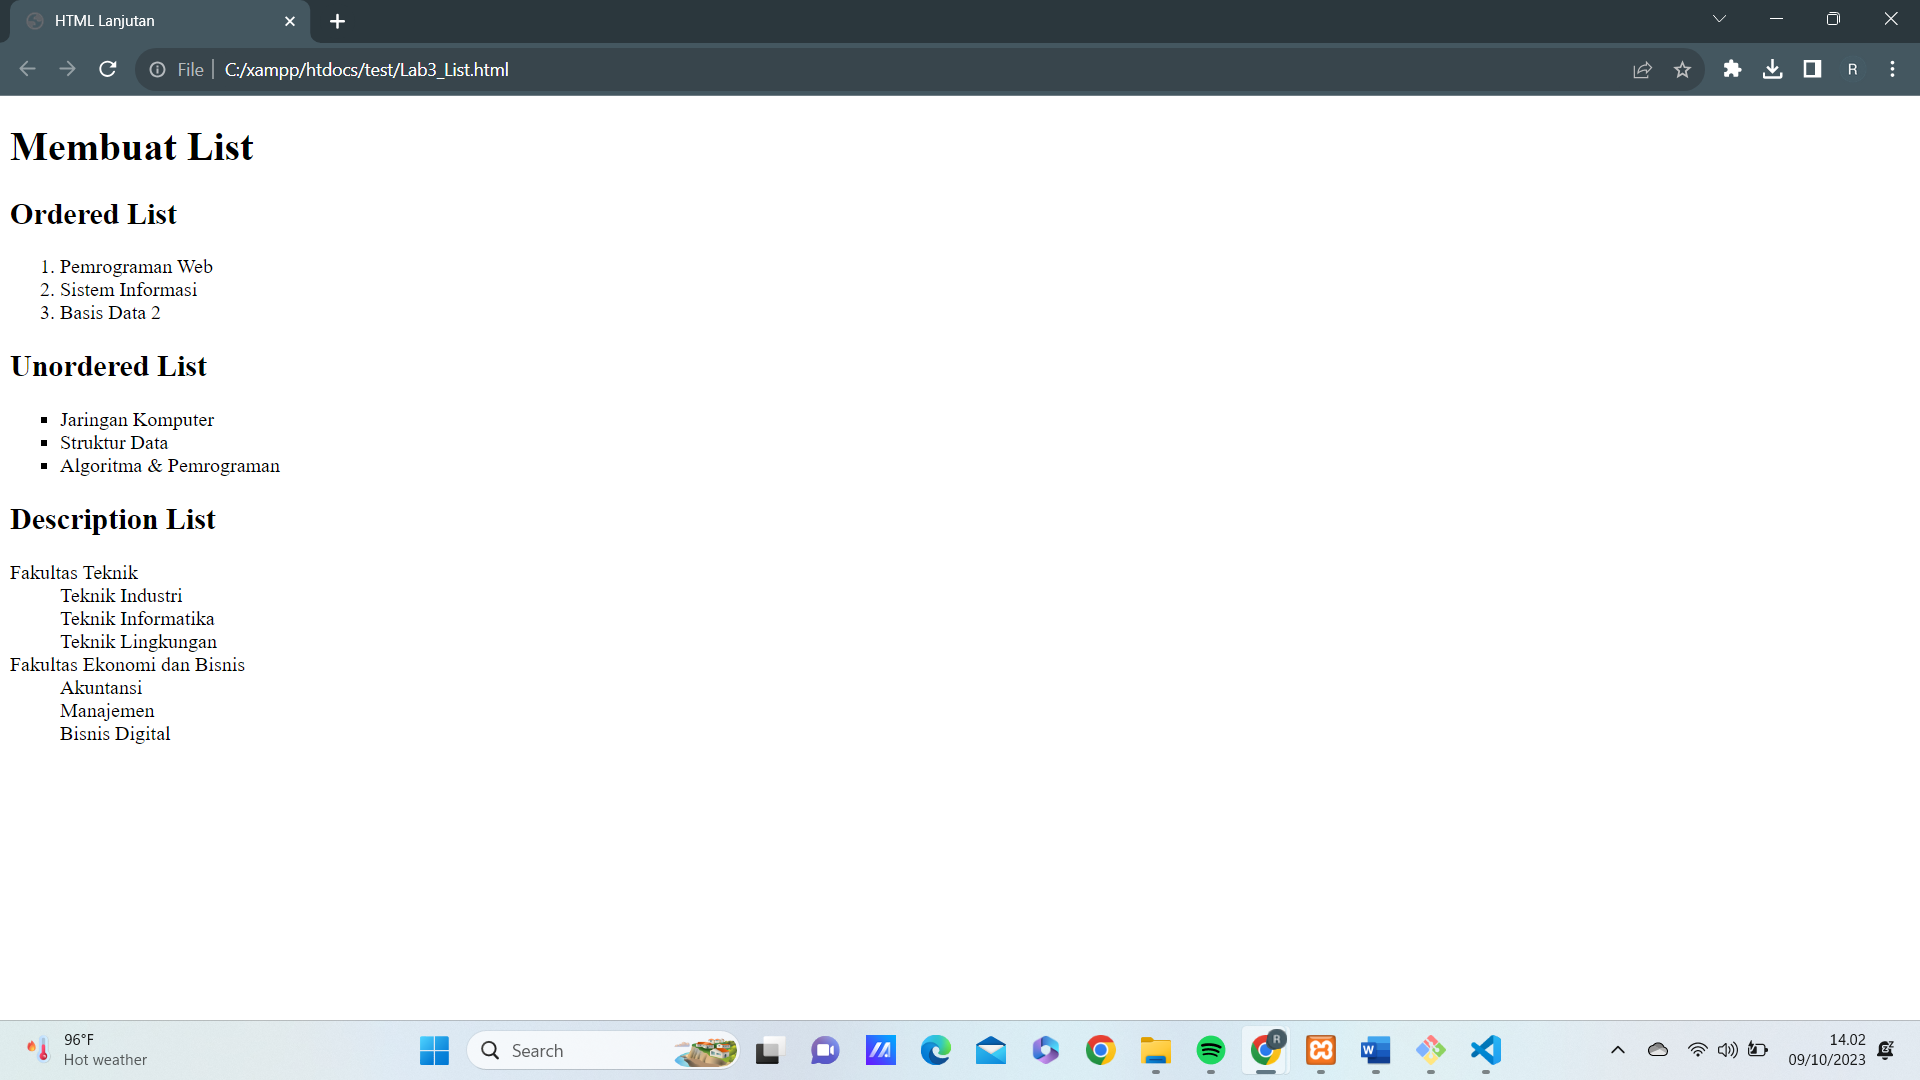 HTML Lanjutan
File
C:/xampp/htdocs/test/Lab3_List.html
R
Membuat List
Ordered List
1. Pemrograman Web
2. Sistem Informasi
3. Basis Data 2
Unordered List
▪ Jaringan Komputer
▪ Struktur Data
▪ Algoritma & Pemrograman
Description List
Fakultas Teknik
Teknik Industri
Teknik Informatika
Teknik Lingkungan
Fakultas Ekonomi dan Bisnis
Akuntansi
Manajemen
Bisnis Digital
96°F
Hot weather
Search
R
W
14.02
09/10/2023